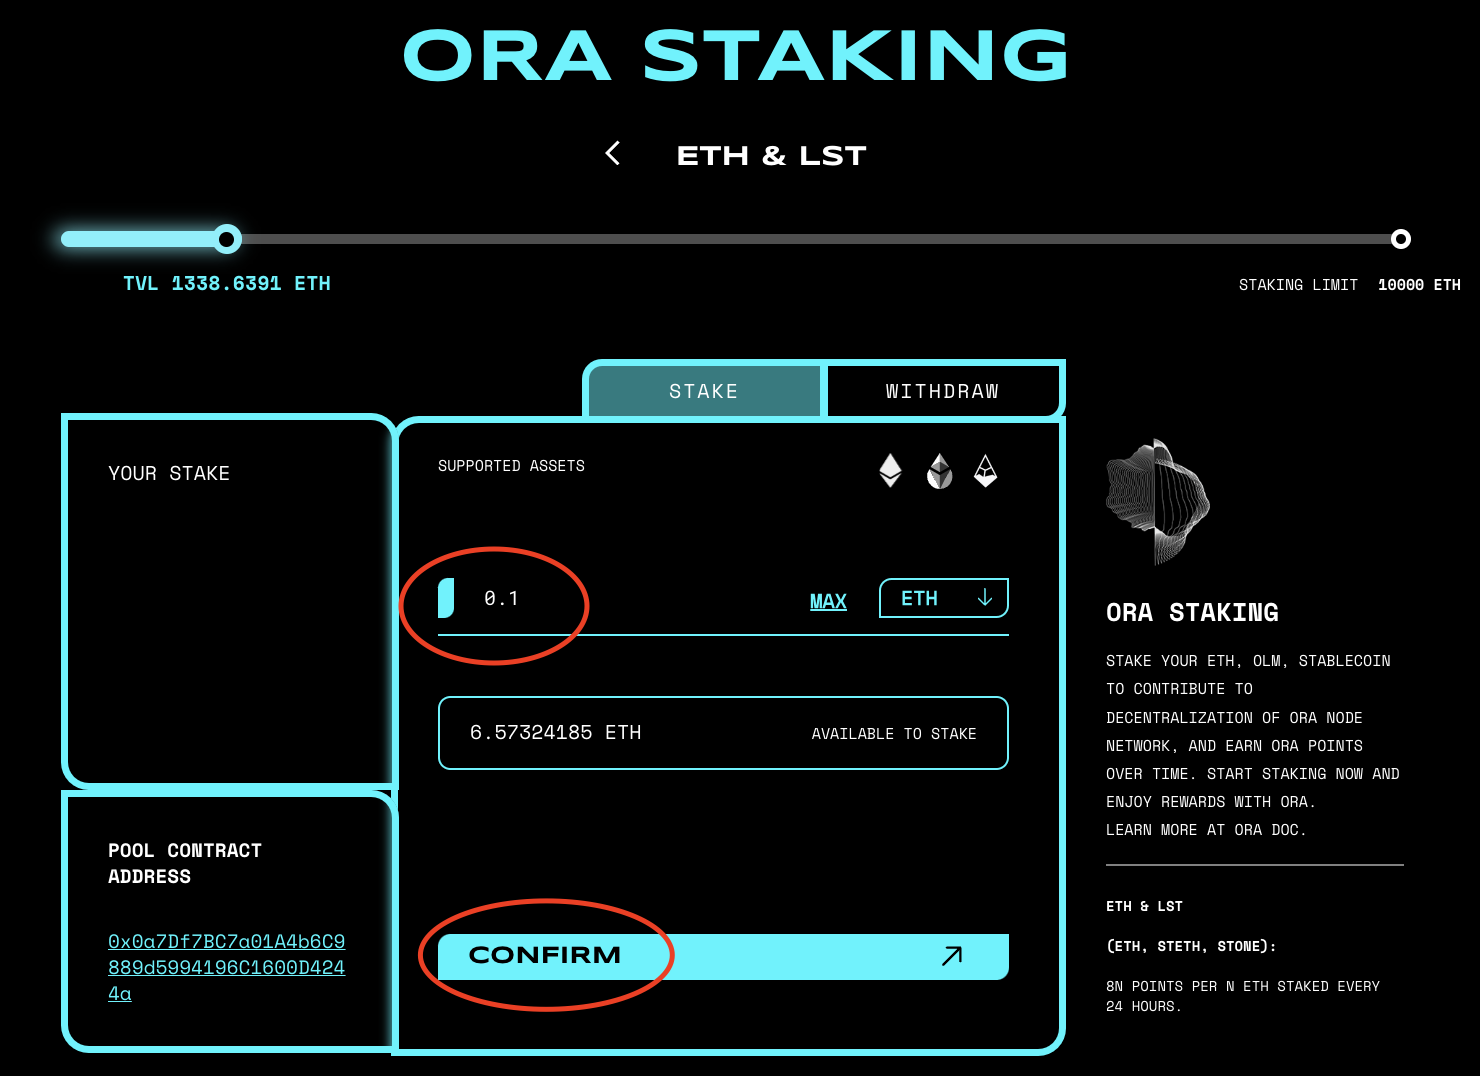 ORA STAKING
ETH & LST
TVL 1338.6391 ETH
STAKING LIMIT 10000 ETH
STAKE
WITHDRAW
YOUR STAKE
SUPPORTED ASSETS
0.1
MAX
ETH
6.57324185 ETH
AVAILABLE TO STAKE
CONFIRM
POOL CONTRACT
ADDRESS
0x0a7Df7BC7a01A4b6C9
889d5994196C1600D424
4a
ORA STAKING
STAKE YOUR ETH, OLM, STABLECOIN
TO CONTRIBUTE TO
DECENTRALIZATION OF ORA NODE
NETWORK, AND EARN ORA POINTS
OVER TIME. START STAKING NOW AND
ENJOY REWARDS WITH ORA.
LEARN MORE AT ORA DOC.
ETH & LST
(ETH, STETH, STONE):
8N POINTS PER N ETH STAKED EVERY
24 HOURS.